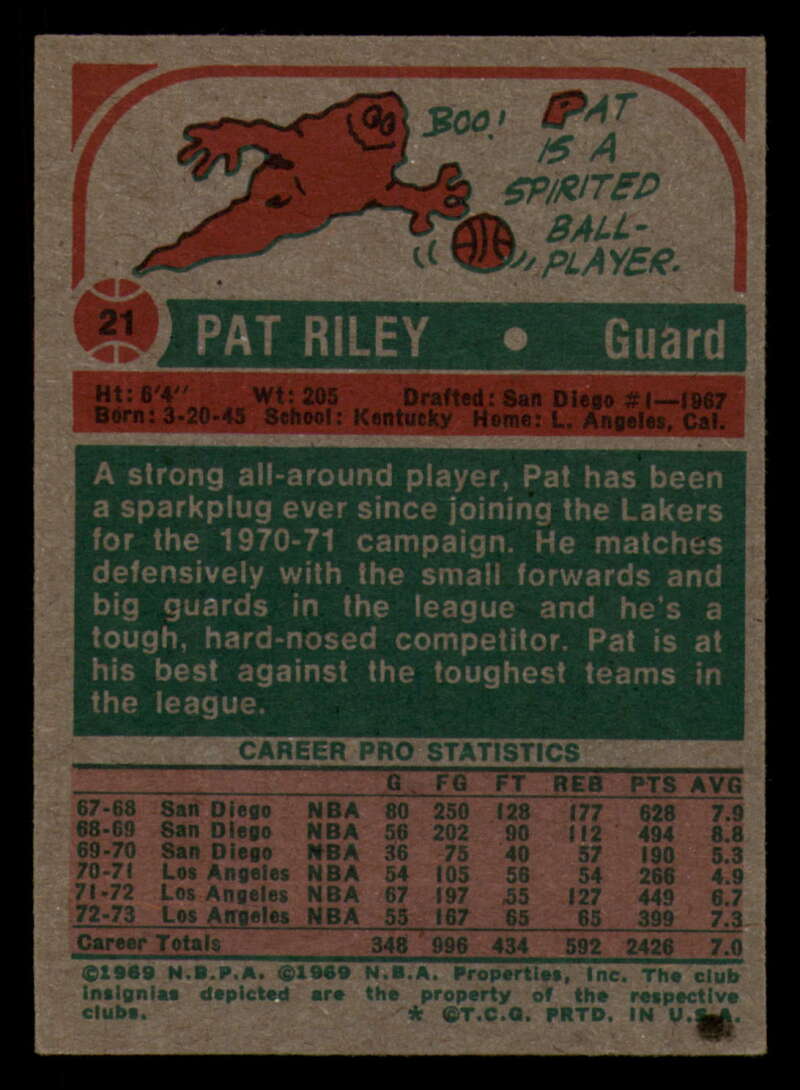 BOO! PAT
IS A
SPIRITED
BALL-
PLAYER.
21 PAT RILEY • Guard
Ht: 6'4" Wt: 205 Drafted: San Diego #1—1967
Born: 3-20-45 School: Kentucky Home: L. Angeles, Cal.
A strong all-around player, Pat has been
a sparkplug ever since joining the Lakers
for the 1970-71 campaign. He matches
defensively with the small forwards and
big guards in the league and he's a
tough, hard-nosed competitor. Pat is at
his best against the toughest teams in
the league.
CAREER PRO STATISTICS
G FG FT REB PTS AVG
67-68 San Diego NBA 80 250 128 177 628 7.9
68-69 San Diego NBA 56 202 90 112 494 8.8
69-70 San Diego NBA 36 75 40 57 190 5.3
70-71 Los Angeles NBA 54 105 56 54 266 4.9
71-72 Los Angeles NBA 67 197 55 127 449 6.7
72-73 Los Angeles NBA 55 167 65 65 399 7.3
Career Totals 348 996 434 592 2426 7.0
©1969 N.B.P.A. ©1969 N.B.A. Properties, Inc. The club
insignias depicted are the property of the respective
clubs. * ©T.C.G. PRTD. IN U.S.A.